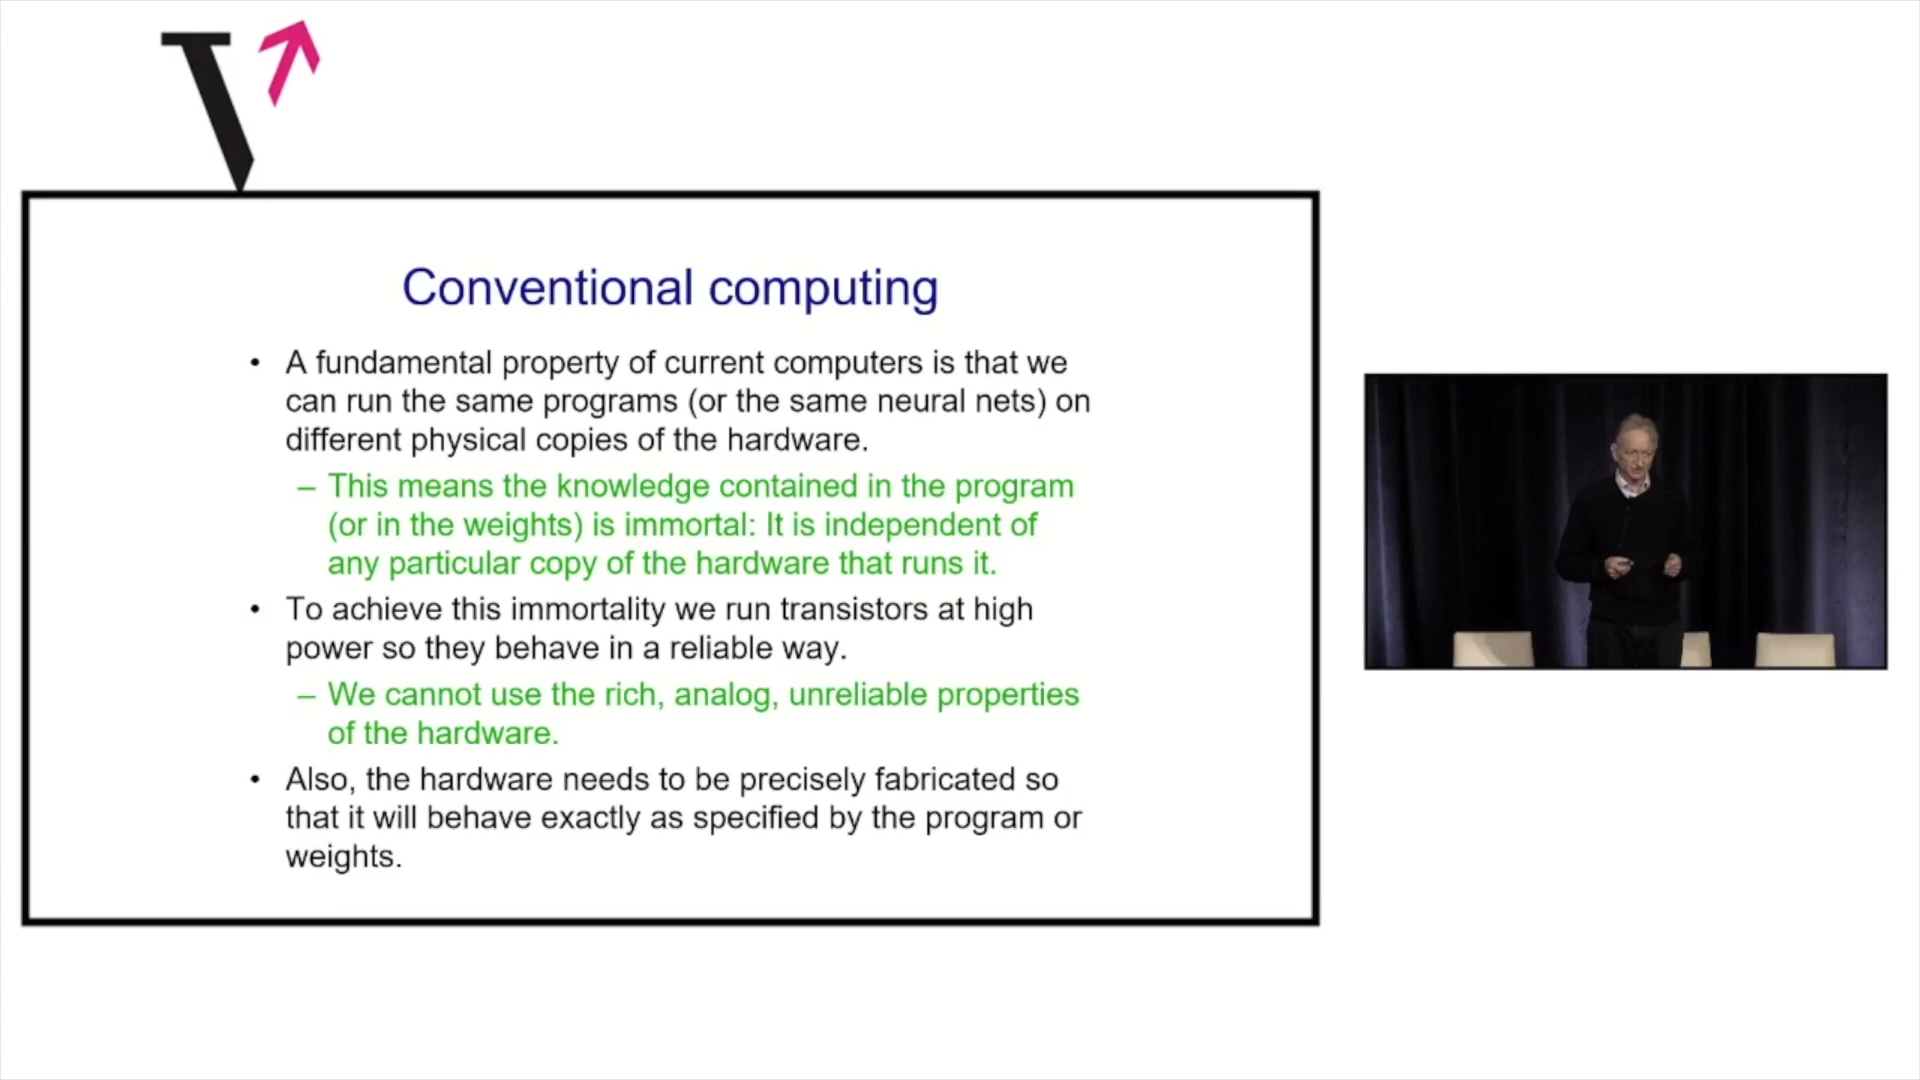 Conventional computing
• A fundamental property of current computers is that we
can run the same programs (or the same neural nets) on
different physical copies of the hardware.
– This means the knowledge contained in the program
(or in the weights) is immortal: It is independent of
any particular copy of the hardware that runs it.
• To achieve this immortality we run transistors at high
power so they behave in a reliable way.
– We cannot use the rich, analog, unreliable properties
of the hardware.
• Also, the hardware needs to be precisely fabricated so
that it will behave exactly as specified by the program or
weights.